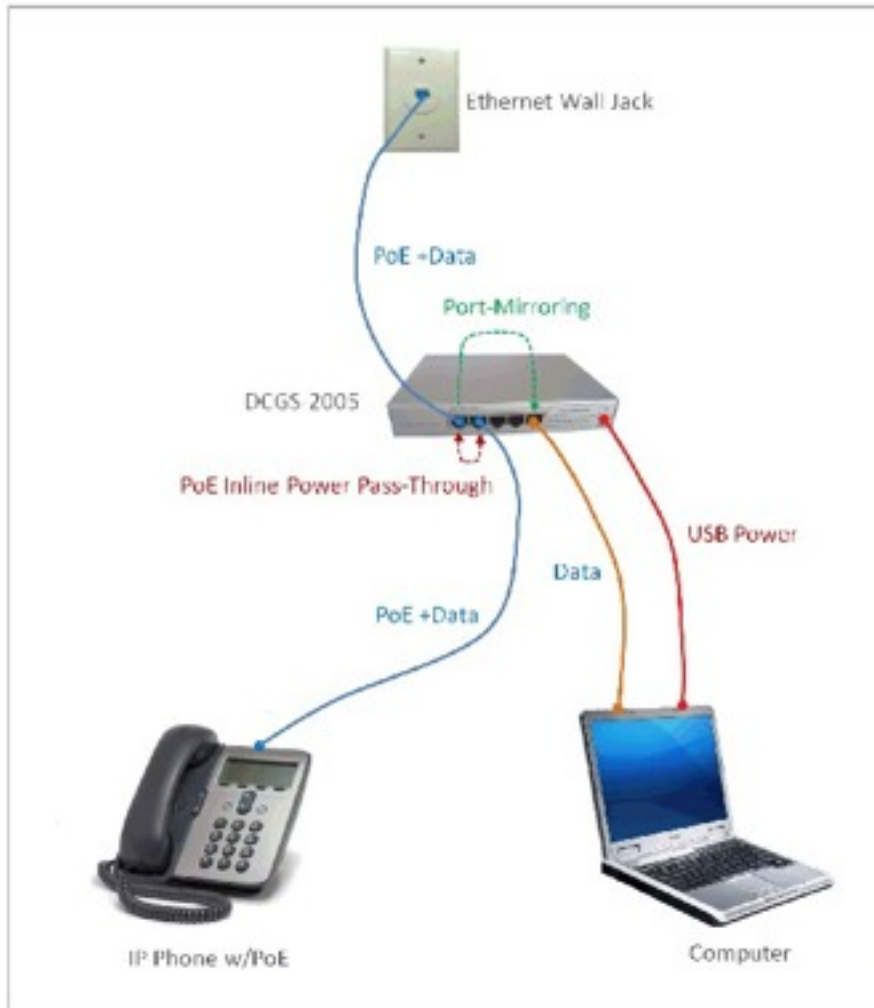 Ethernet Wall Jack
PoE +Data
Port-Mirroring
DCGS-2005
PoE Inline Power Pass-Through
USB Power
Data
PoE +Data
IP Phone w/PoE
Computer